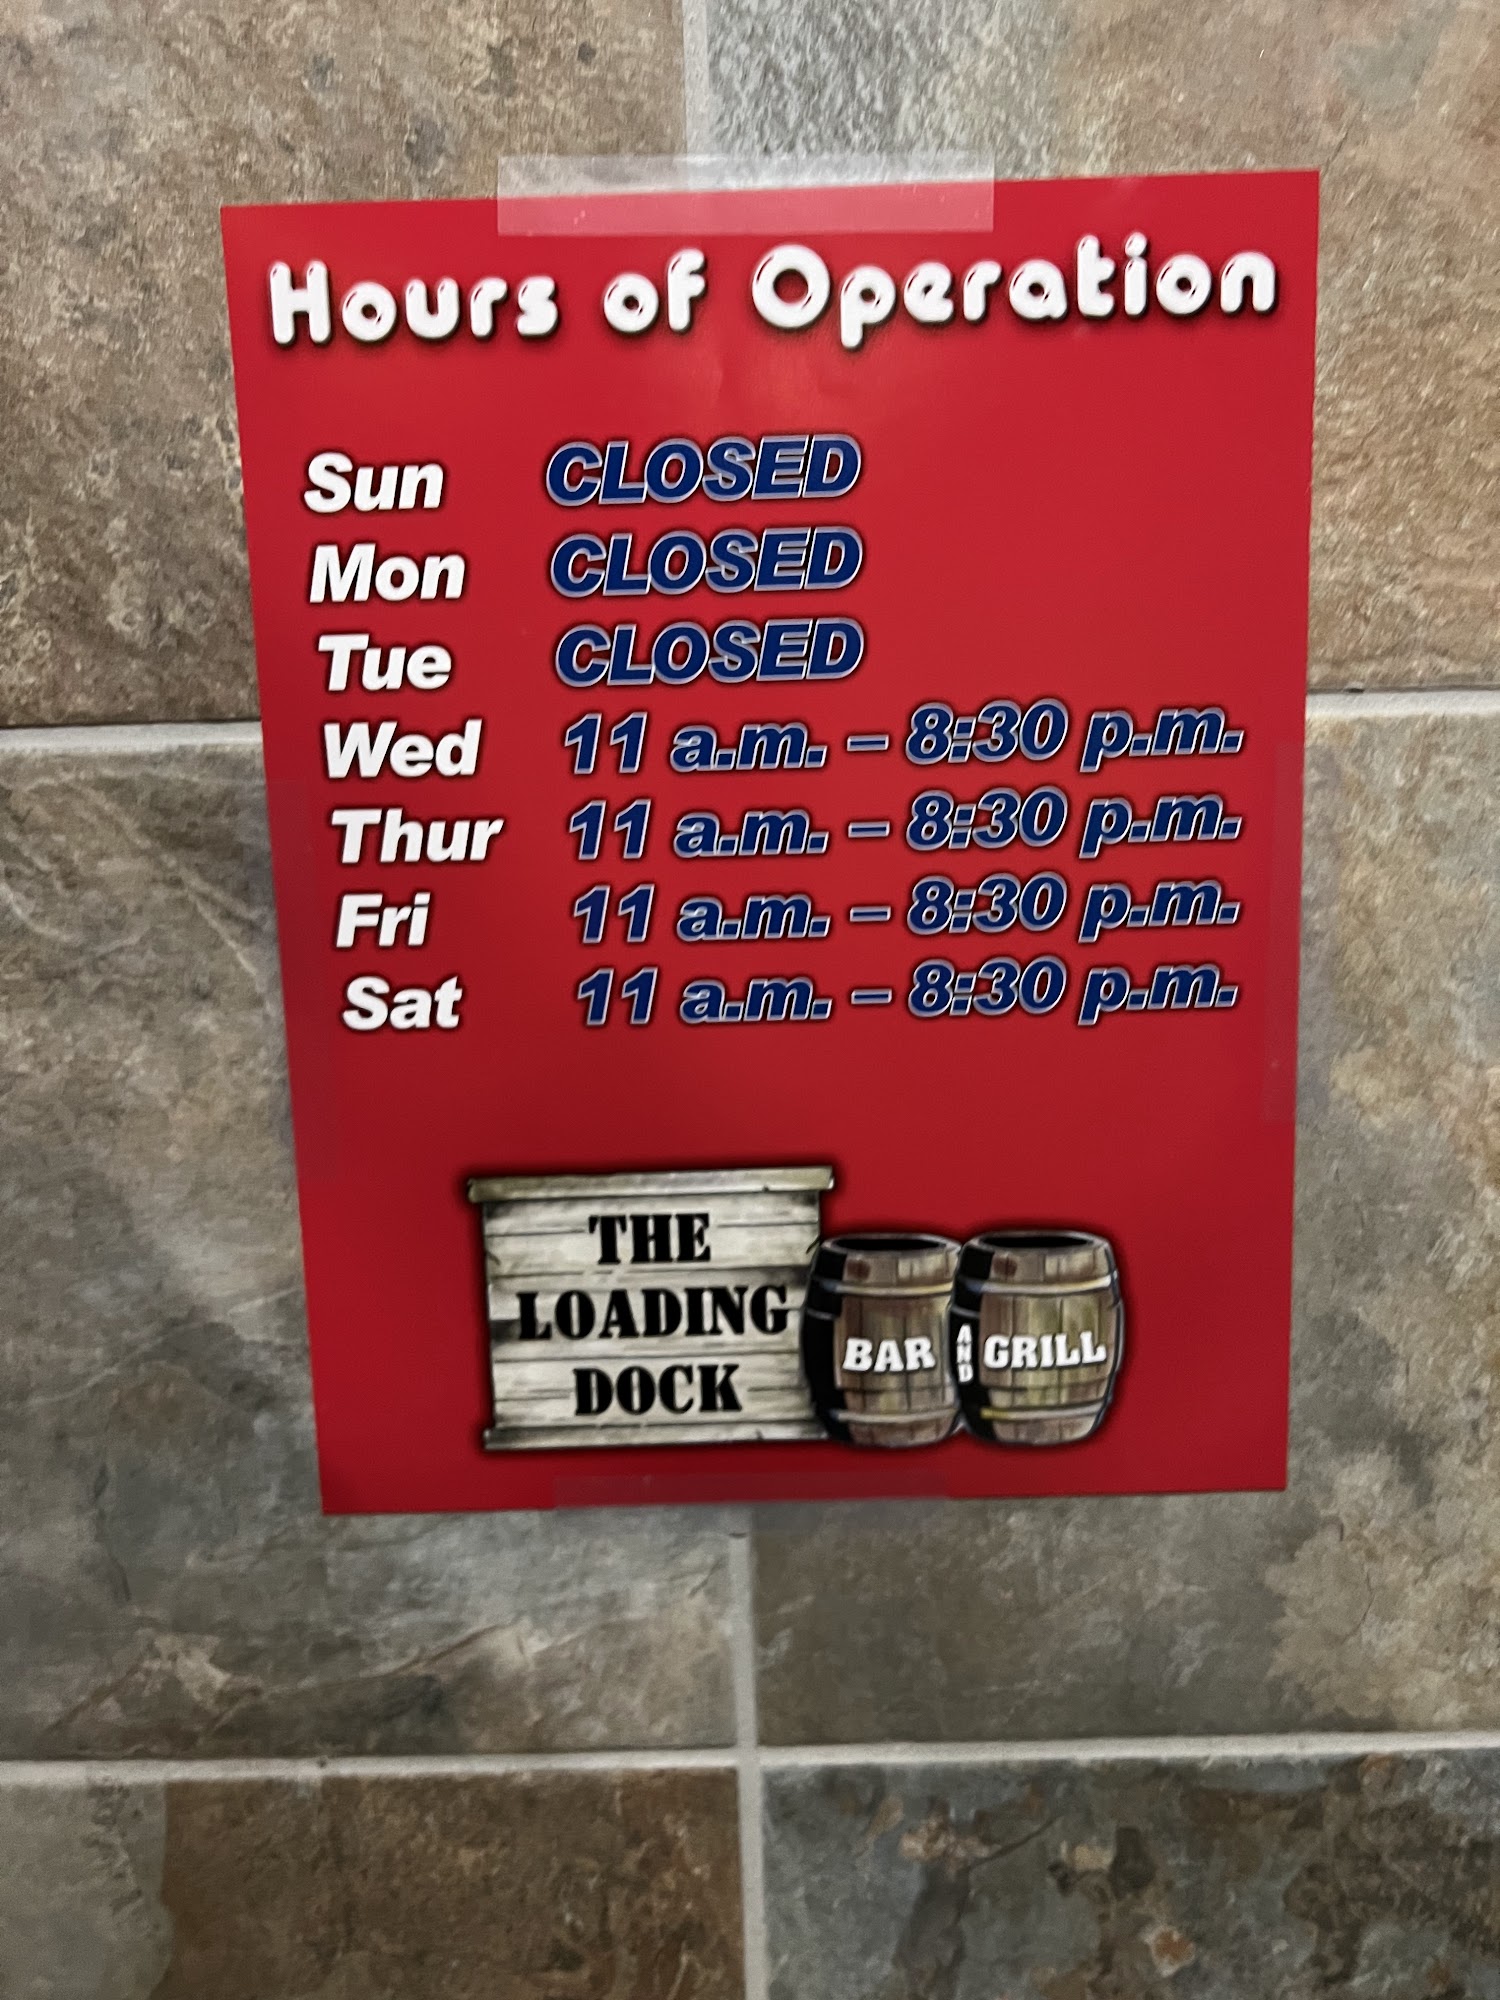 Hours of Operation
Sun CLOSED
Mon CLOSED
Tue CLOSED
Wed 11 a.m. – 8:30 p.m.
Thur 11 a.m. – 8:30 p.m.
Fri 11 a.m. – 8:30 p.m.
Sat 11 a.m. – 8:30 p.m.
THE
LOADING
DOCK
BAR AND GRILL